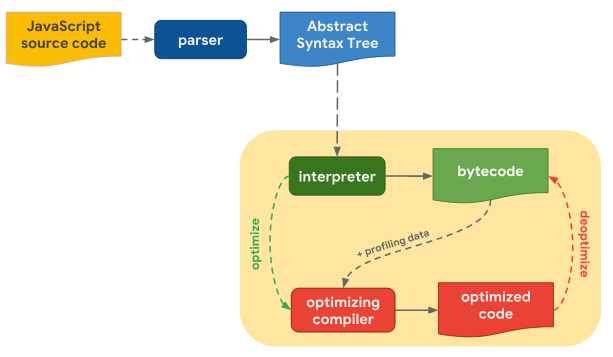 JavaScript
source code
parser
Abstract
Syntax Tree
interpreter
bytecode
optimize
+ profiling data
deoptimize
optimizing
compiler
optimized
code